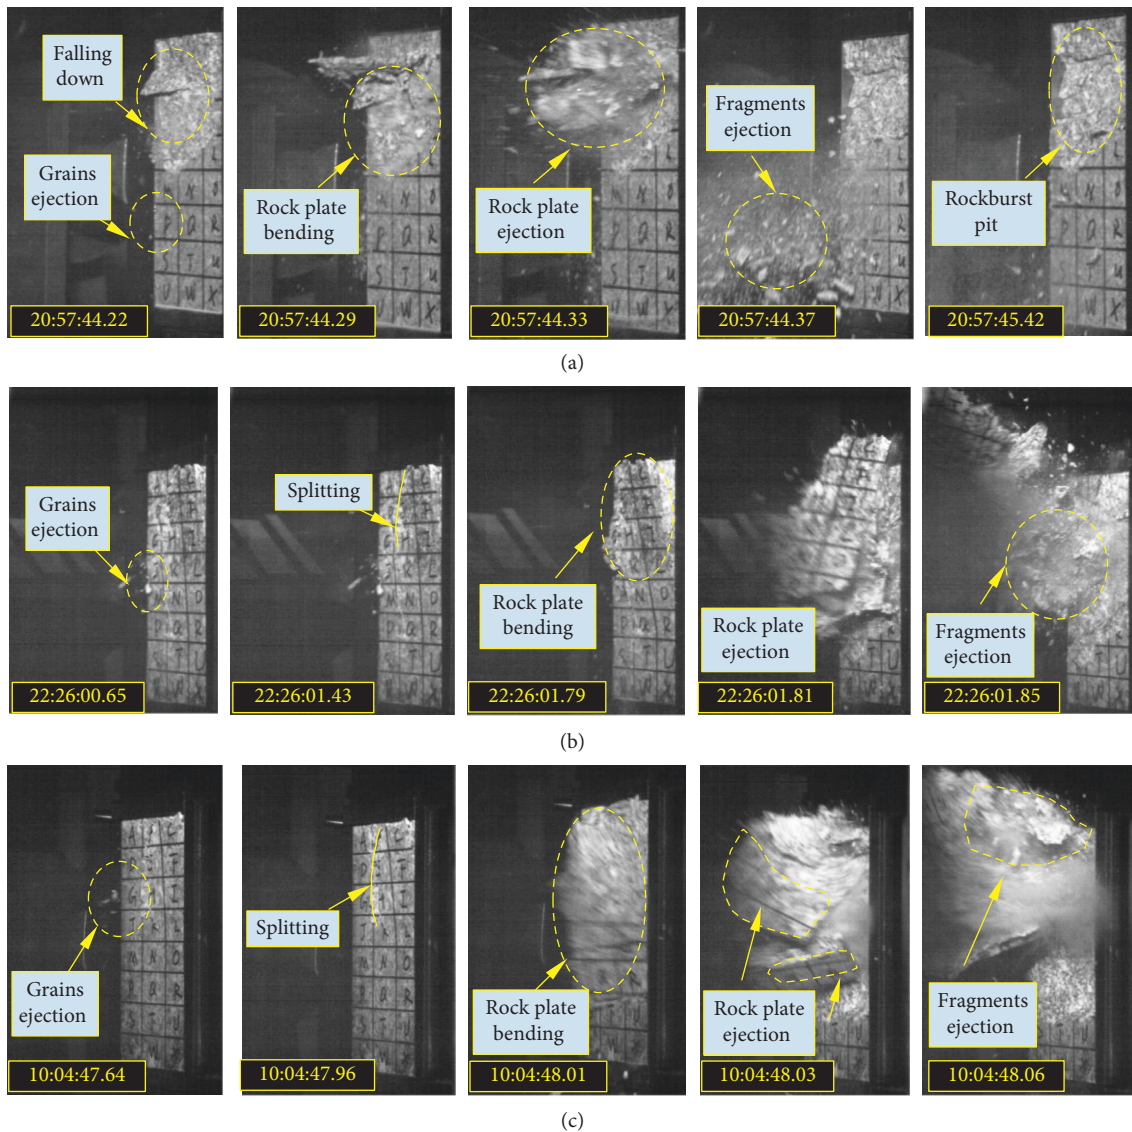 Falling
down
Grains
ejection
20:57:44.22
Rock plate
bending
20:57:44.29
Rock plate
ejection
20:57:44.33
Fragments
ejection
20:57:44.37
Rockburst
pit
20:57:45.42
(a)
Grains
ejection
22:26:00.65
Splitting
22:26:01.43
Rock plate
bending
22:26:01.79
Rock plate
ejection
22:26:01.81
Fragments
ejection
22:26:01.85
(b)
Grains
ejection
10:04:47.64
Splitting
10:04:47.96
Rock plate
bending
10:04:48.01
Rock plate
ejection
10:04:48.03
Fragments
ejection
10:04:48.06
(c)